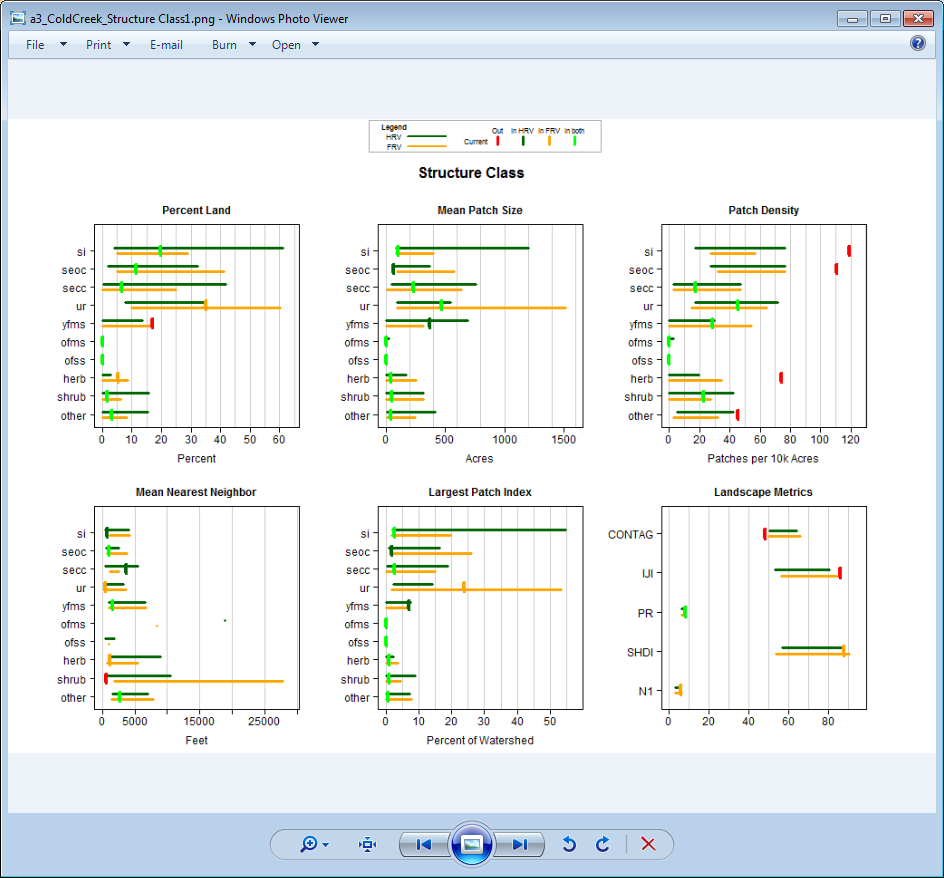 a3_ColdCreek_Structure Class1.png - Windows Photo Viewer
File Print E-mail Burn Open
Legend
HRV
FRV
Current
Out In HRV In FRV In both
Structure Class
Percent Land
si
seoc
secc
ur
yfms
ofms
ofss
herb
shrub
other
0 10 20 30 40 50 60
Percent
Mean Patch Size
si
seoc
secc
ur
yfms
ofms
ofss
herb
shrub
other
0 500 1000 1500
Acres
Patch Density
si
seoc
secc
ur
yfms
ofms
ofss
herb
shrub
other
0 20 40 60 80 100 120
Patches per 10k Acres
Mean Nearest Neighbor
si
seoc
secc
ur
yfms
ofms
ofss
herb
shrub
other
0 5000 15000 25000
Feet
Largest Patch Index
si
seoc
secc
ur
yfms
ofms
ofss
herb
shrub
other
0 10 20 30 40 50
Percent of Watershed
Landscape Metrics
CONTAG
IJI
PR
SHDI
N1
0 20 40 60 80